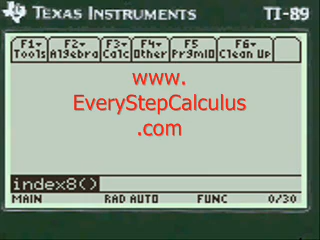 TEXAS INSTRUMENTS TI-89
F1▾ F2▾ F3▾ F4▾ F5 F6▾
Tools Algebra Calc Other PrgmIO Clean Up
www.
EveryStepCalculus
.com
index8()
MAIN RAD AUTO FUNC 0/30